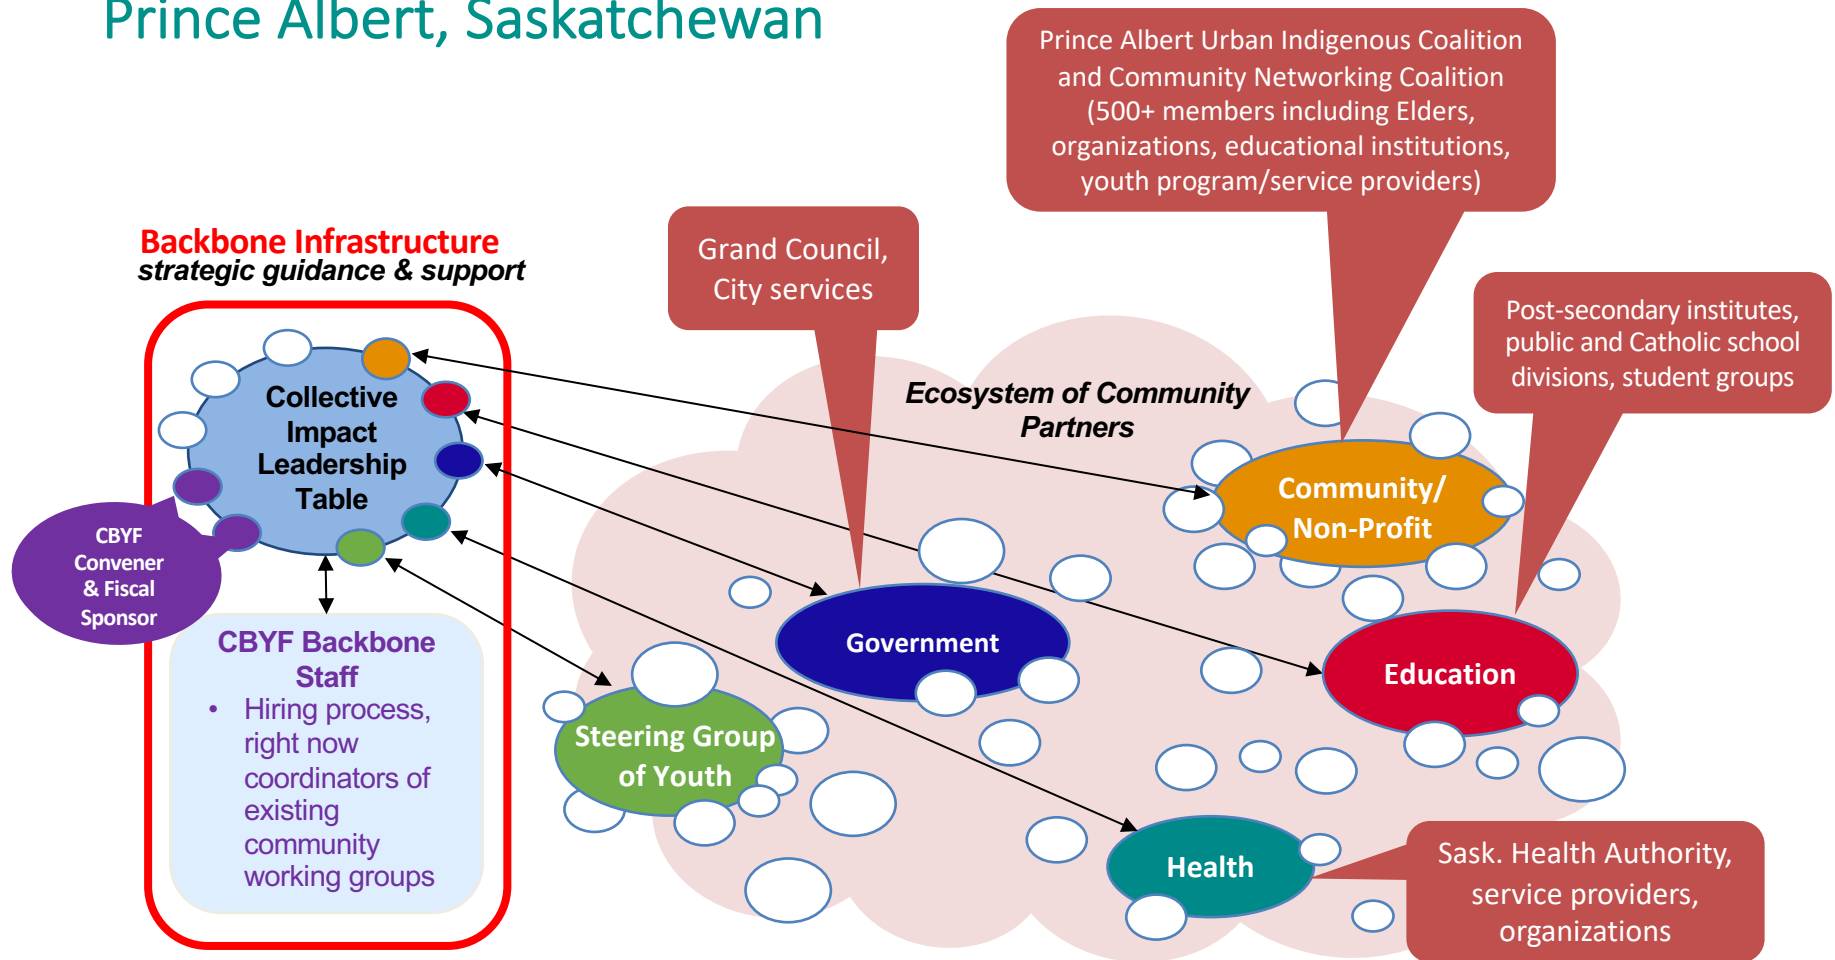 Prince Albert, Saskatchewan
Prince Albert Urban Indigenous Coalition
and Community Networking Coalition
(500+ members including Elders,
organizations, educational institutions,
youth program/service providers)
Grand Council,
City services
Post-secondary institutes,
public and Catholic school
divisions, student groups
Backbone Infrastructure
strategic guidance & support
Collective
Impact
Leadership
Table
CBYF
Convener
& Fiscal
Sponsor
CBYF Backbone
Staff
• Hiring process,
right now
coordinators of
existing
community
working groups
Ecosystem of Community
Partners
Community/
Non-Profit
Government
Education
Steering Group
of Youth
Health
Sask. Health Authority,
service providers,
organizations